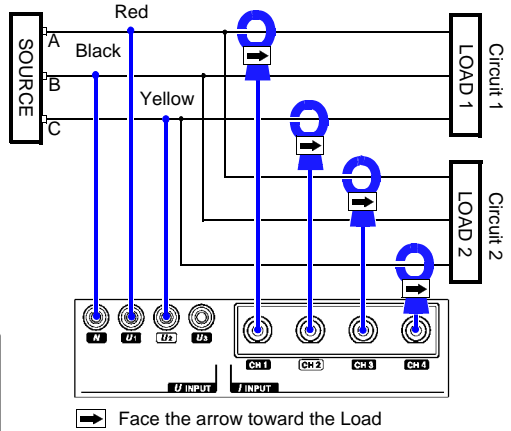 Red
A
Black
B
Yellow
C
SOURCE
LOAD 1
Circuit 1
LOAD 2
Circuit 2
N U1 U2 U3
CH 1 CH 2 CH 3 CH 4
U INPUT I INPUT
Face the arrow toward the Load